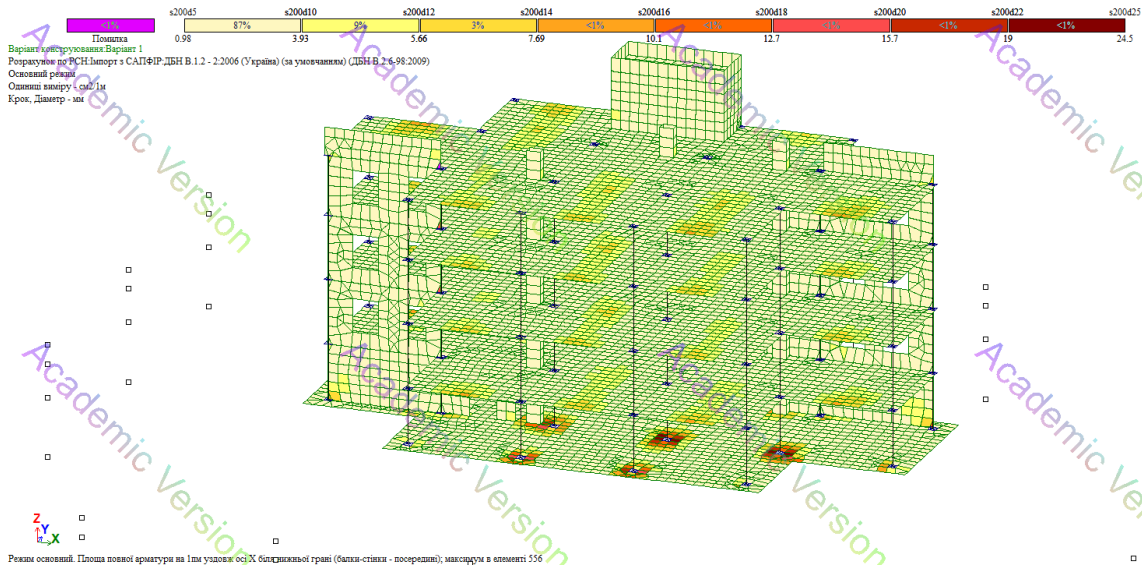 s200d5 s200d10 s200d12 s200d14 s200d16 s200d18 s200d20 s200d22 s200d25
<1% 87% 9% 2% <1% <1% <1% <1% <1%
Помилка 0.98 3.93 5.66 7.69 10.1 12.7 15.7 19 24.5
Варіант конструювання:Варіант 1
Розрахунок по РСН:Імпорт з САПФІР:ДБН В.1.2 - 2:2006 (Україна) (за умовчанням) (ДБН В.2.6-98:2009)
Основний режим
Одиниці виміру - см2/1м
Крок, Діаметр - мм
Academic Version
Academic Version
Academic Version
Academic Version
Academic Version
Academic Version
Academic Version
Academic Version
Z
Y
X
Режим основний. Площа повної арматури на 1пм уздовж осі X біля нижньої грані (балки-стінки - посередині); максимум в елементі 556